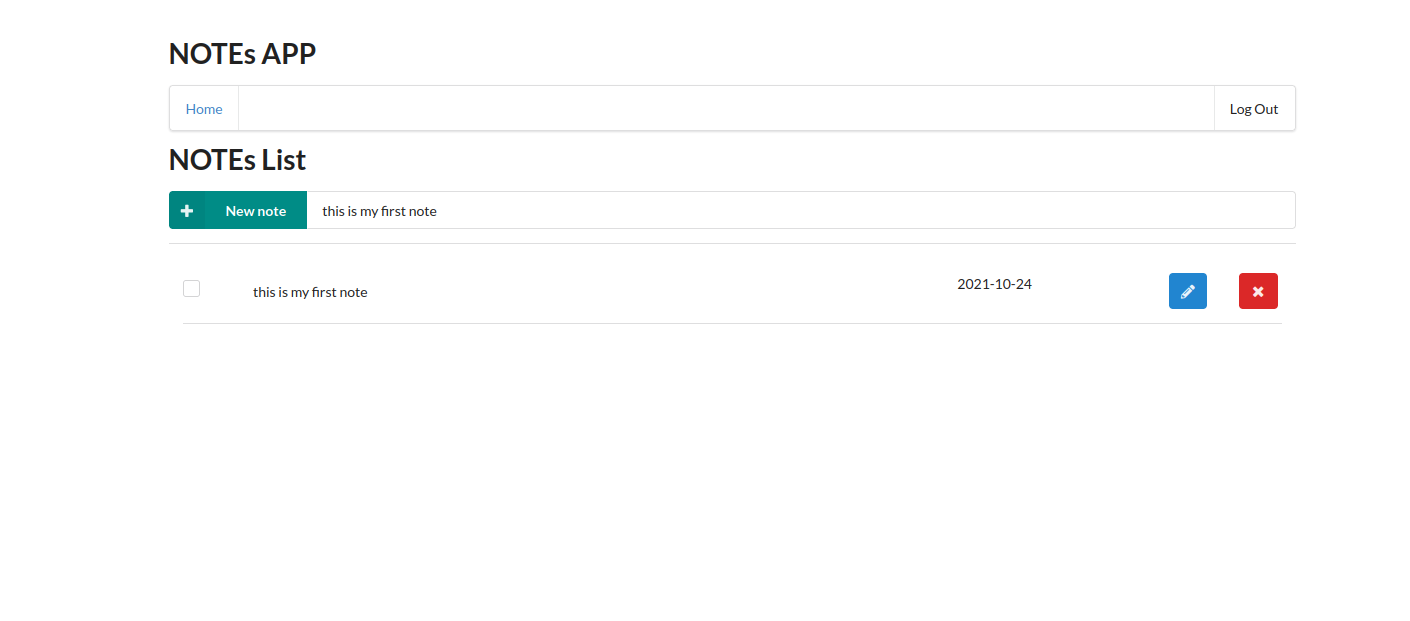 NOTEs APP
Home Log Out
NOTEs List
New note this is my first note
this is my first note 2021-10-24